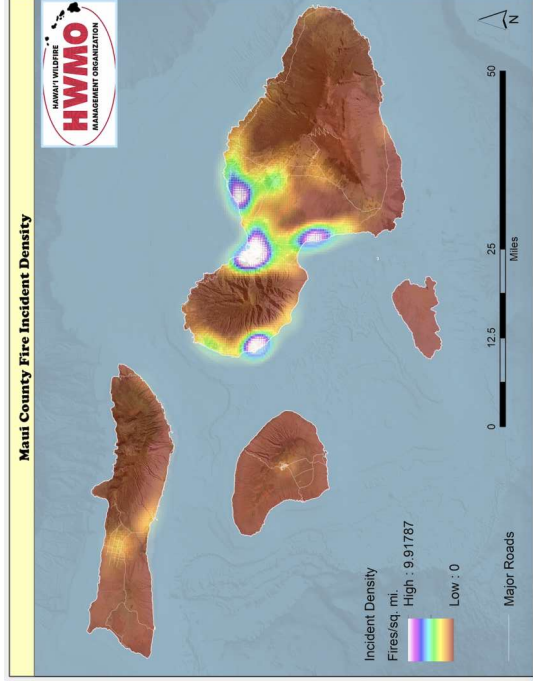 Maui County Fire Incident Density
HAWAI'I WILDFIRE
HWMO
MANAGEMENT ORGANIZATION
Incident Density
Fires/sq. mi.
High : 9.91787
Low : 0
Major Roads
0 12.5 25 50
Miles
N